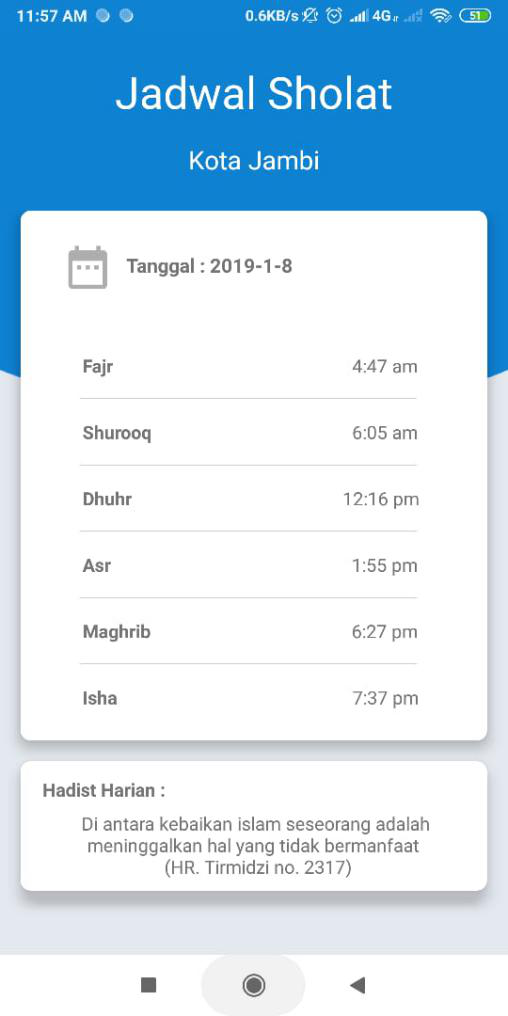 11:57 AM 0.6KB/s 4G 51
Jadwal Sholat
Kota Jambi
Tanggal : 2019-1-8
Fajr 4:47 am
Shurooq 6:05 am
Dhuhr 12:16 pm
Asr 1:55 pm
Maghrib 6:27 pm
Isha 7:37 pm
Hadist Harian :
Di antara kebaikan islam seseorang adalah
meninggalkan hal yang tidak bermanfaat
(HR. Tirmidzi no. 2317)